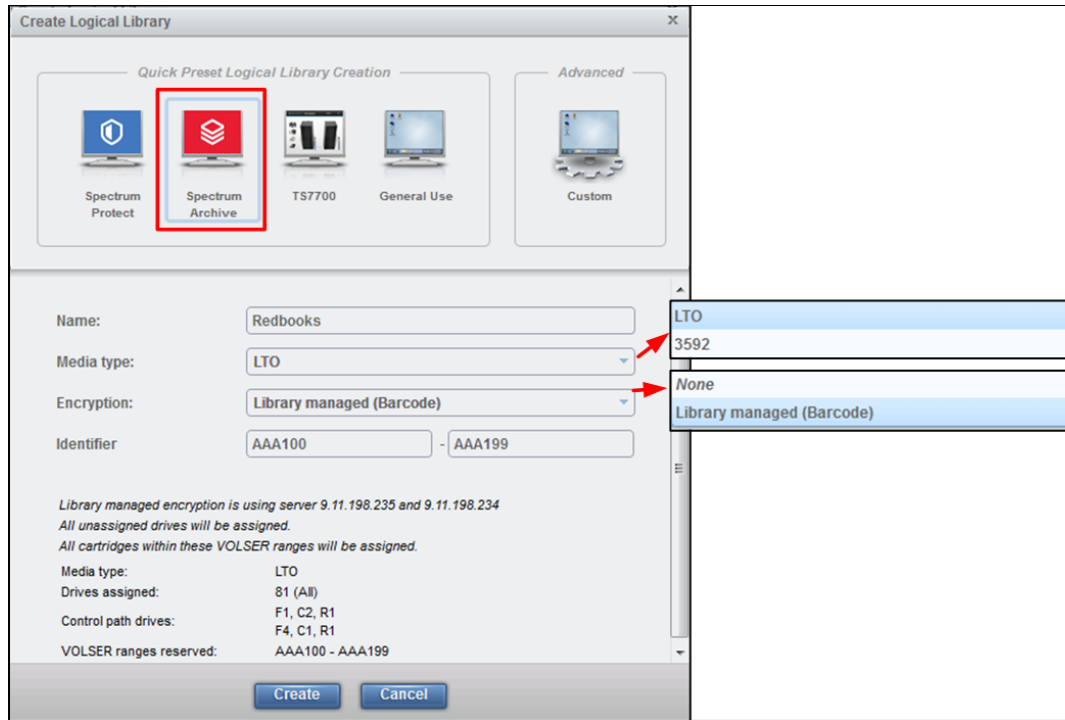 Create Logical Library x
Quick Preset Logical Library Creation
Advanced
Spectrum
Protect
Spectrum
Archive
TS7700
General Use
Custom
Name: Redbooks
Media type: LTO
Encryption: Library managed (Barcode)
Identifier AAA100 - AAA199
LTO
3592
None
Library managed (Barcode)
Library managed encryption is using server 9.11.198.235 and 9.11.198.234
All unassigned drives will be assigned.
All cartridges within these VOLSER ranges will be assigned.
Media type: LTO
Drives assigned: 81 (All)
Control path drives: F1, C2, R1
F4, C1, R1
VOLSER ranges reserved: AAA100 - AAA199
Create Cancel